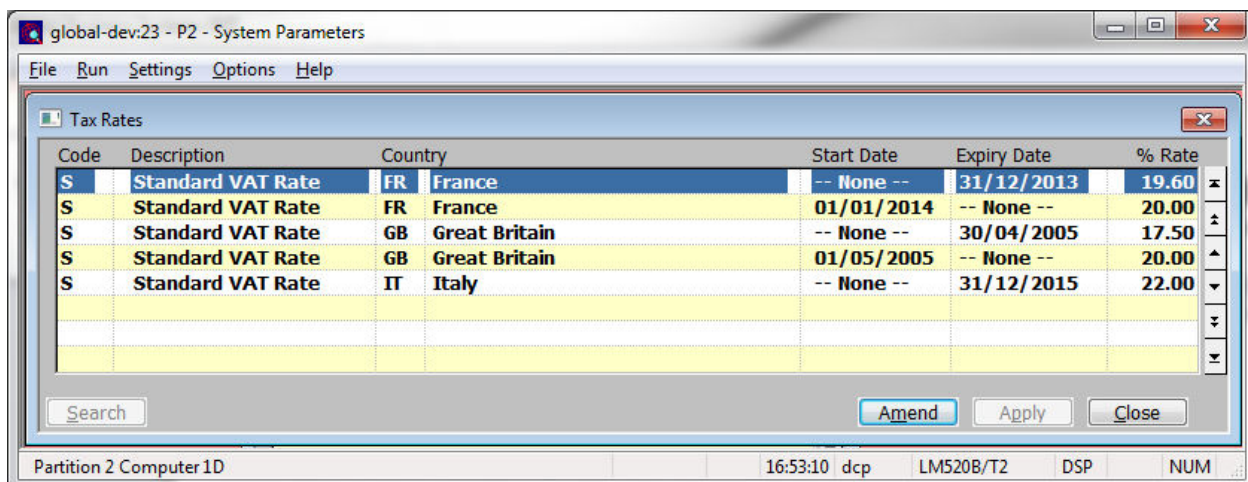 global-dev:23 - P2 - System Parameters
File Run Settings Options Help
Tax Rates
Code Description Country Start Date Expiry Date % Rate
S Standard VAT Rate FR France -- None -- 31/12/2013 19.60
S Standard VAT Rate FR France 01/01/2014 -- None -- 20.00
S Standard VAT Rate GB Great Britain -- None -- 30/04/2005 17.50
S Standard VAT Rate GB Great Britain 01/05/2005 -- None -- 20.00
S Standard VAT Rate IT Italy -- None -- 31/12/2015 22.00
Search Amend Apply Close
Partition 2 Computer 1D 16:53:10 dcp LM520B/T2 DSP NUM